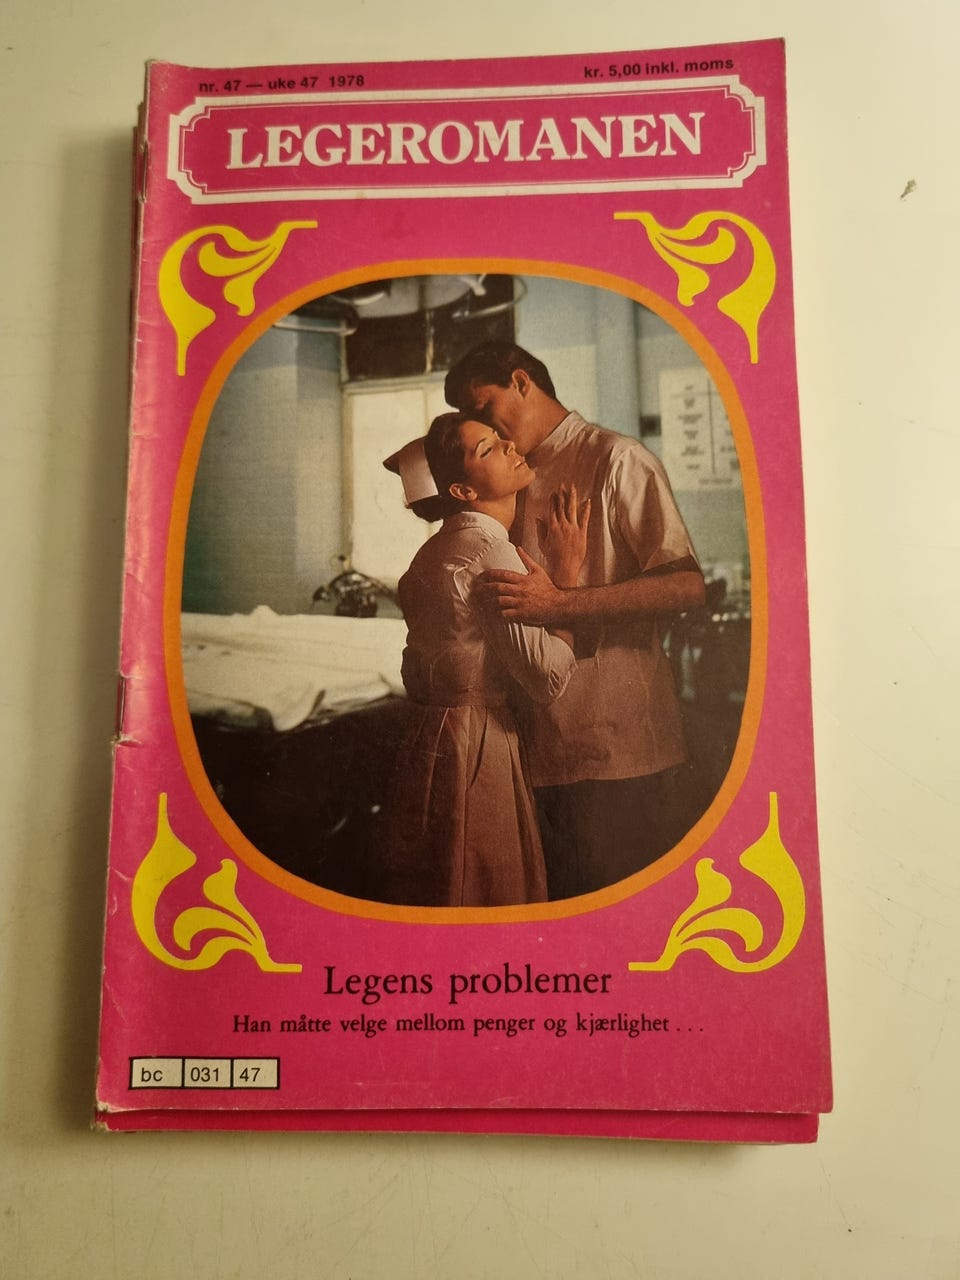 nr. 47 — uke 47 1978
kr. 5,00 inkl. moms
LEGEROMANEN
Legens problemer
Han måtte velge mellom penger og kjærlighet . . .
bc 031 47